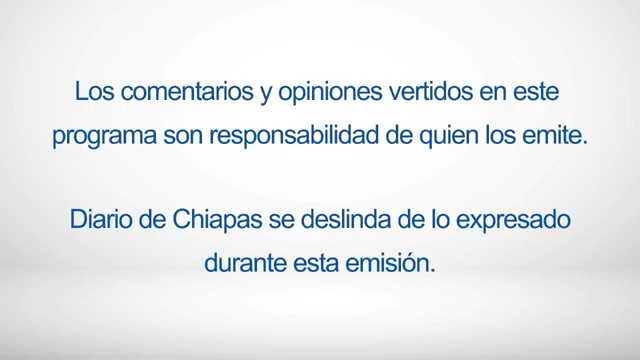 Los comentarios y opiniones vertidos en este
programa son responsabilidad de quien los emite.
Diario de Chiapas se deslinda de lo expresado
durante esta emisión.